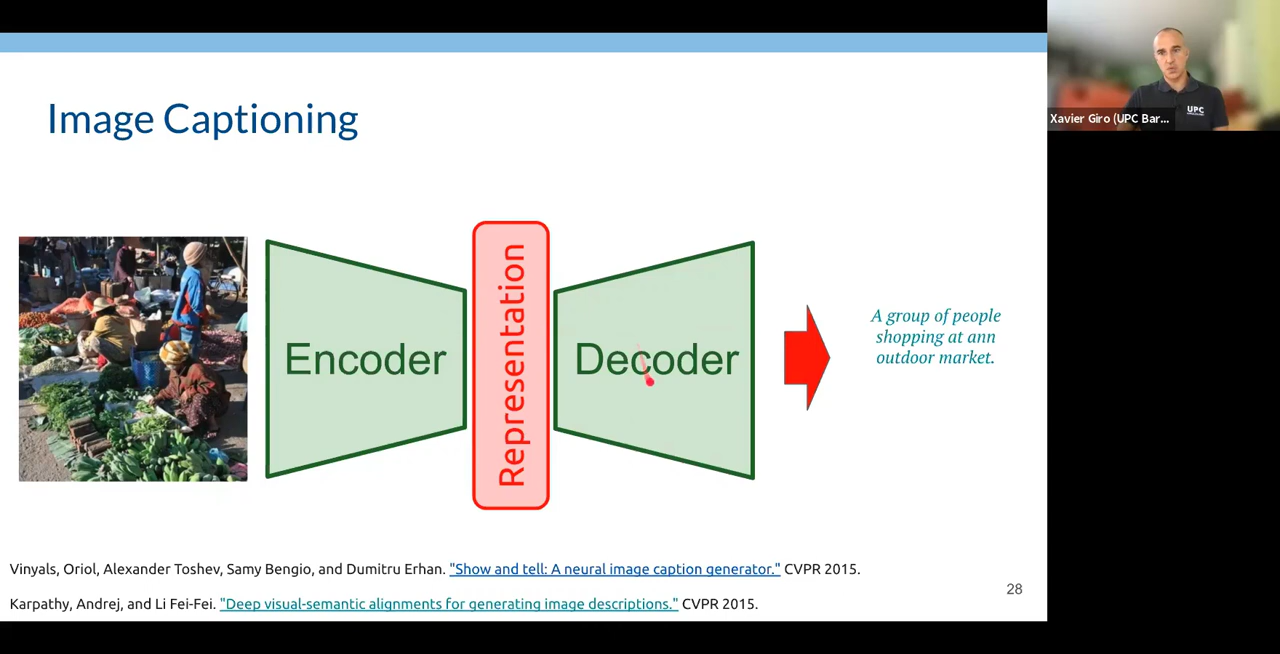 Image Captioning
Encoder
Representation
Decoder
A group of people
shopping at ann
outdoor market.
Vinyals, Oriol, Alexander Toshev, Samy Bengio, and Dumitru Erhan. "Show and tell: A neural image caption generator." CVPR 2015.
Karpathy, Andrej, and Li Fei-Fei. "Deep visual-semantic alignments for generating image descriptions." CVPR 2015.
28
UPC
Xavier Giro (UPC Bar...